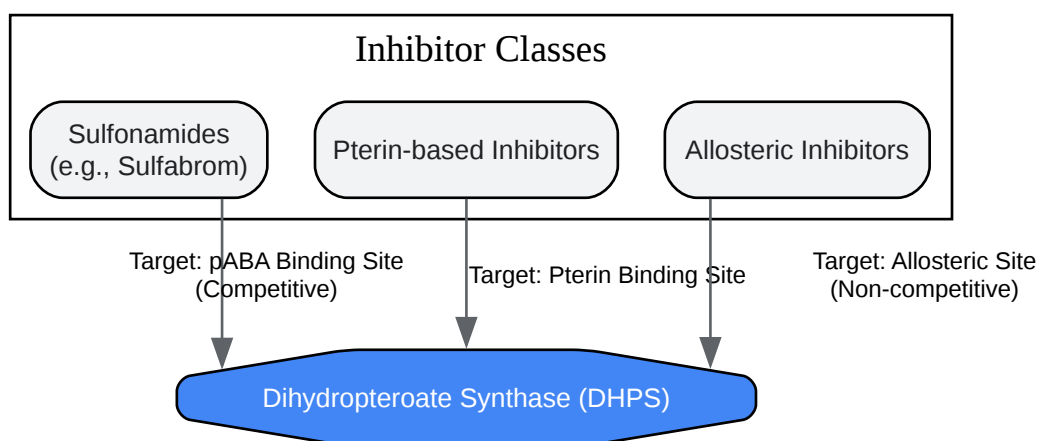 Inhibitor Classes
Sulfonamides
(e.g., Sulfabrom)
Pterin-based Inhibitors
Allosteric Inhibitors
Target: pABA Binding Site
(Competitive)
Target: Pterin Binding Site
Target: Allosteric Site
(Non-competitive)
Dihydropteroate Synthase (DHPS)